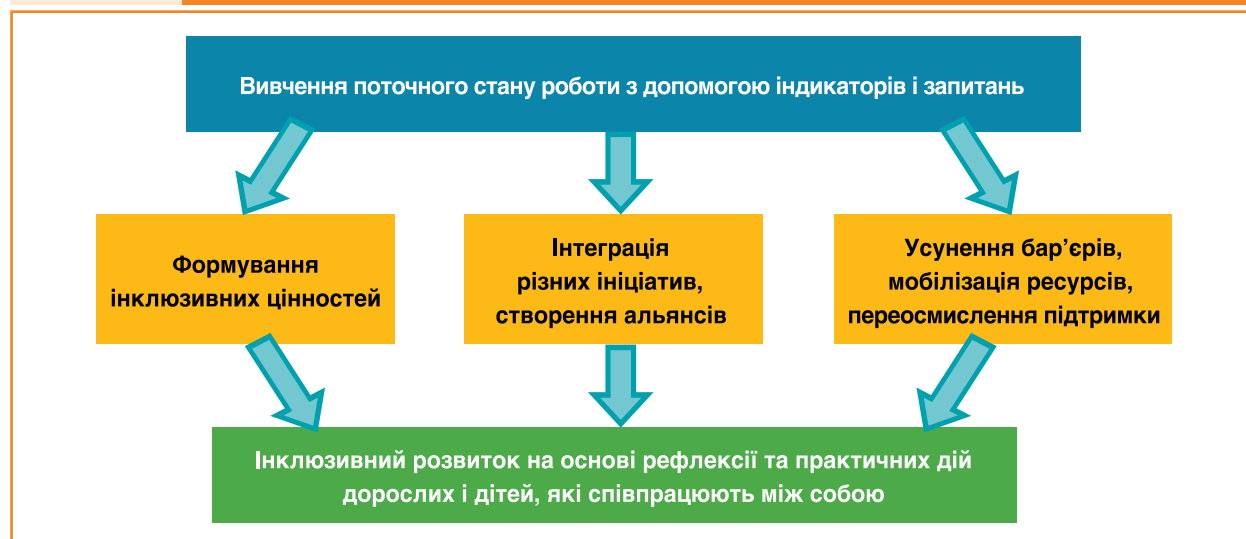 Вивчення поточного стану роботи з допомогою індикаторів і запитань
Формування
інклюзивних цінностей
Інтеграція
різних ініціатив,
створення альянсів
Усунення бар’єрів,
мобілізація ресурсів,
переосмислення підтримки
Інклюзивний розвиток на основі рефлексії та практичних дій
дорослих і дітей, які співпрацюють між собою